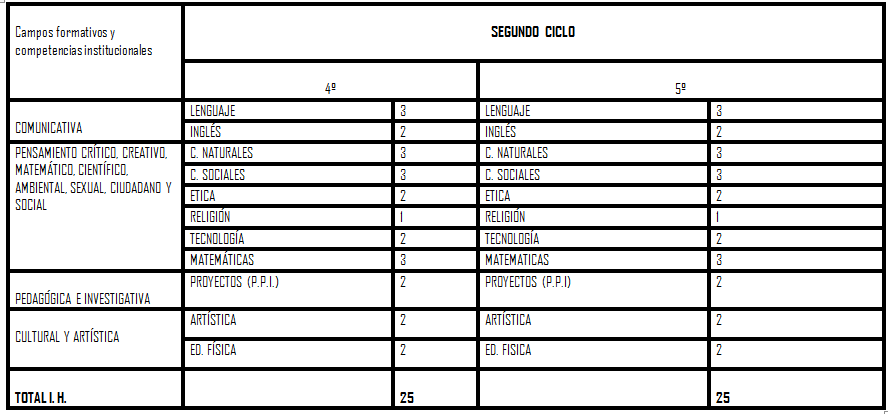 Campos formativos y
competencias institucionales
SEGUNDO CICLO
4º
5º
COMUNICATIVA
LENGUAJE 3 LENGUAJE 3
INGLÉS 2 INGLÉS 2
PENSAMIENTO CRÍTICO, CREATIVO,
MATEMÁTICO, CIENTÍFICO,
AMBIENTAL, SEXUAL, CIUDADANO Y
SOCIAL
C. NATURALES 3 C. NATURALES 3
C. SOCIALES 3 C. SOCIALES 3
ETICA 2 ETICA 2
RELIGIÓN 1 RELIGIÓN 1
TECNOLOGÍA 2 TECNOLOGÍA 2
MATEMÁTICAS 3 MATEMATICAS 3
PEDAGÓGICA E INVESTIGATIVA
PROYECTOS (P.P.I.) 2 PROYECTOS (P.P.I) 2
CULTURAL Y ARTÍSTICA
ARTÍSTICA 2 ARTÍSTICA 2
ED. FÍSICA 2 ED. FISICA 2
TOTAL I. H. 25 25